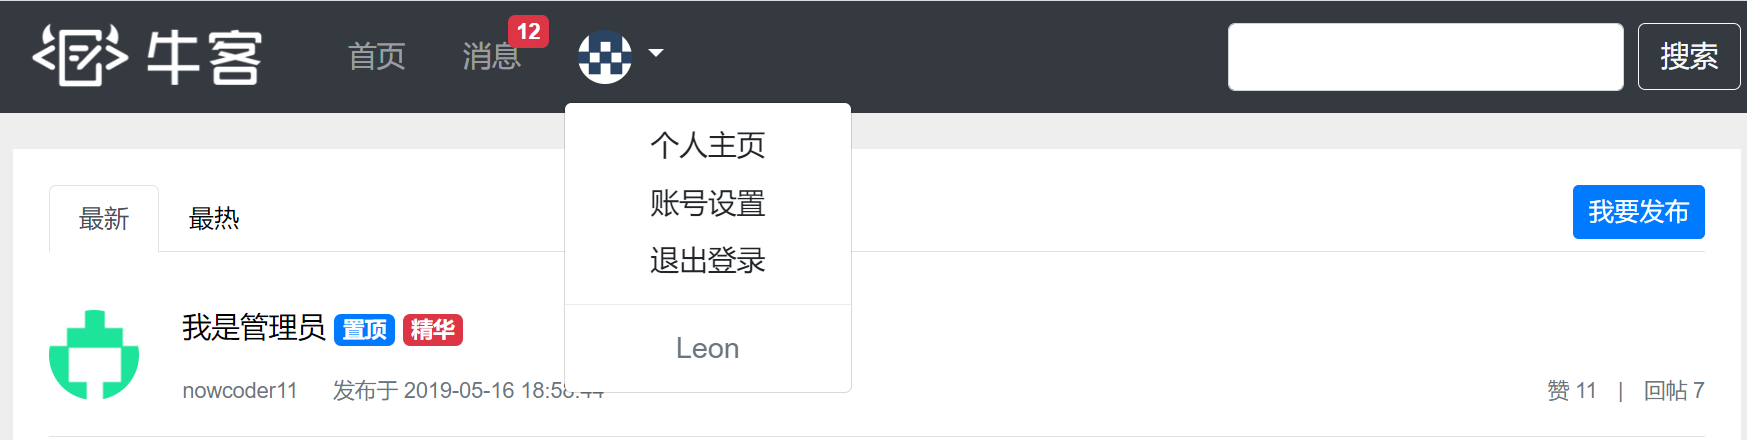 牛客 首页 消息 12 搜索
个人主页
账号设置
退出登录
Leon
最新 最热 我要发布
我是管理员 置顶 精华
nowcoder11 发布于 2019-05-16 18:58:44 赞 11 | 回帖 7